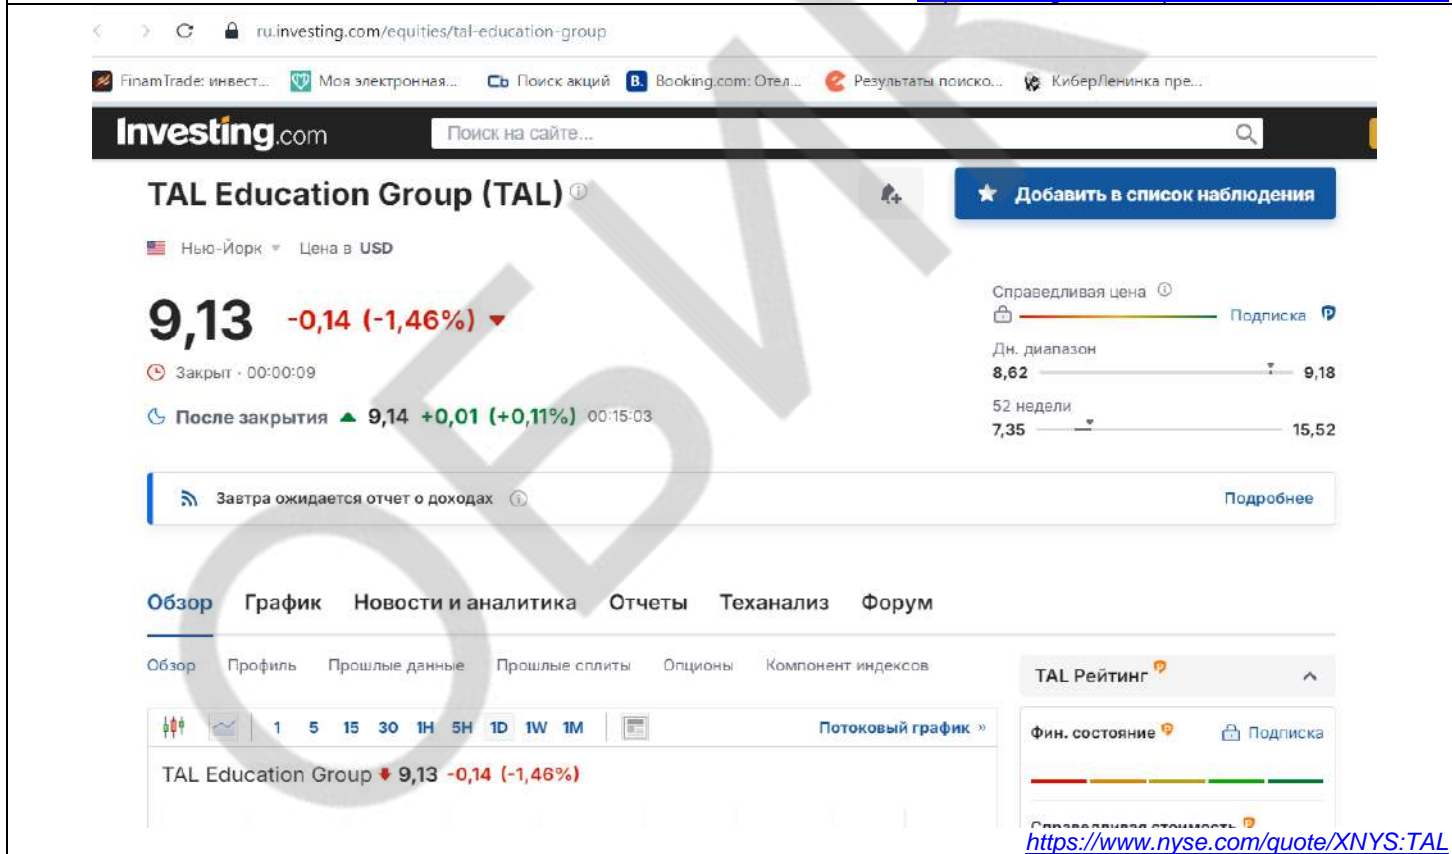 ru.investing.com/equities/tal-education-group
FinamTrade: инвест... Моя электронная... Сb Поиск акций B. Booking.com: Отел... Результаты поиско... КиберЛенинка пре...
Investing.com Поиск на сайте...
TAL Education Group (TAL)
Добавить в список наблюдения
Нью-Йорк Цена в USD
9,13 -0,14 (-1,46%)
Справедливая цена
Подписка
Дн. диапазон
8,62 9,18
Закрыт · 00:00:09
После закрытия 9,14 +0,01 (+0,11%) 00:15:03
52 недели
7,35 15,52
Завтра ожидается отчет о доходах Подробнее
Обзор График Новости и аналитика Отчеты Теханализ Форум
Обзор Профиль Прошлые данные Прошлые сплиты Опционы Компонент индексов
TAL Рейтинг
1 5 15 30 1H 5H 1D 1W 1M Потоковый график »
Фин. состояние Подписка
TAL Education Group 9,13 -0,14 (-1,46%)
Справедливая стоимость
https://www.nyse.com/quote/XNYS:TAL
ОБИК